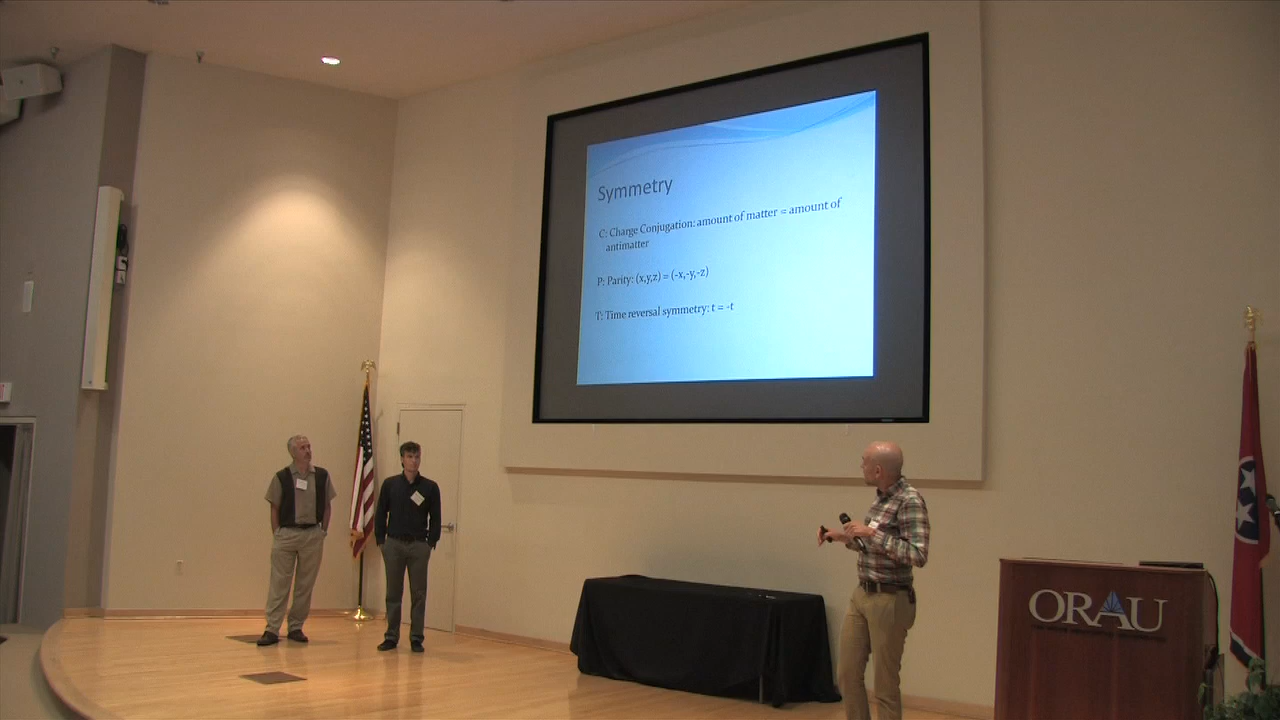 Symmetry
C: Charge Conjugation: amount of matter = amount of
antimatter
P: Parity: (x,y,z) = (-x,-y,-z)
T: Time reversal symmetry: t = -t
ORAU